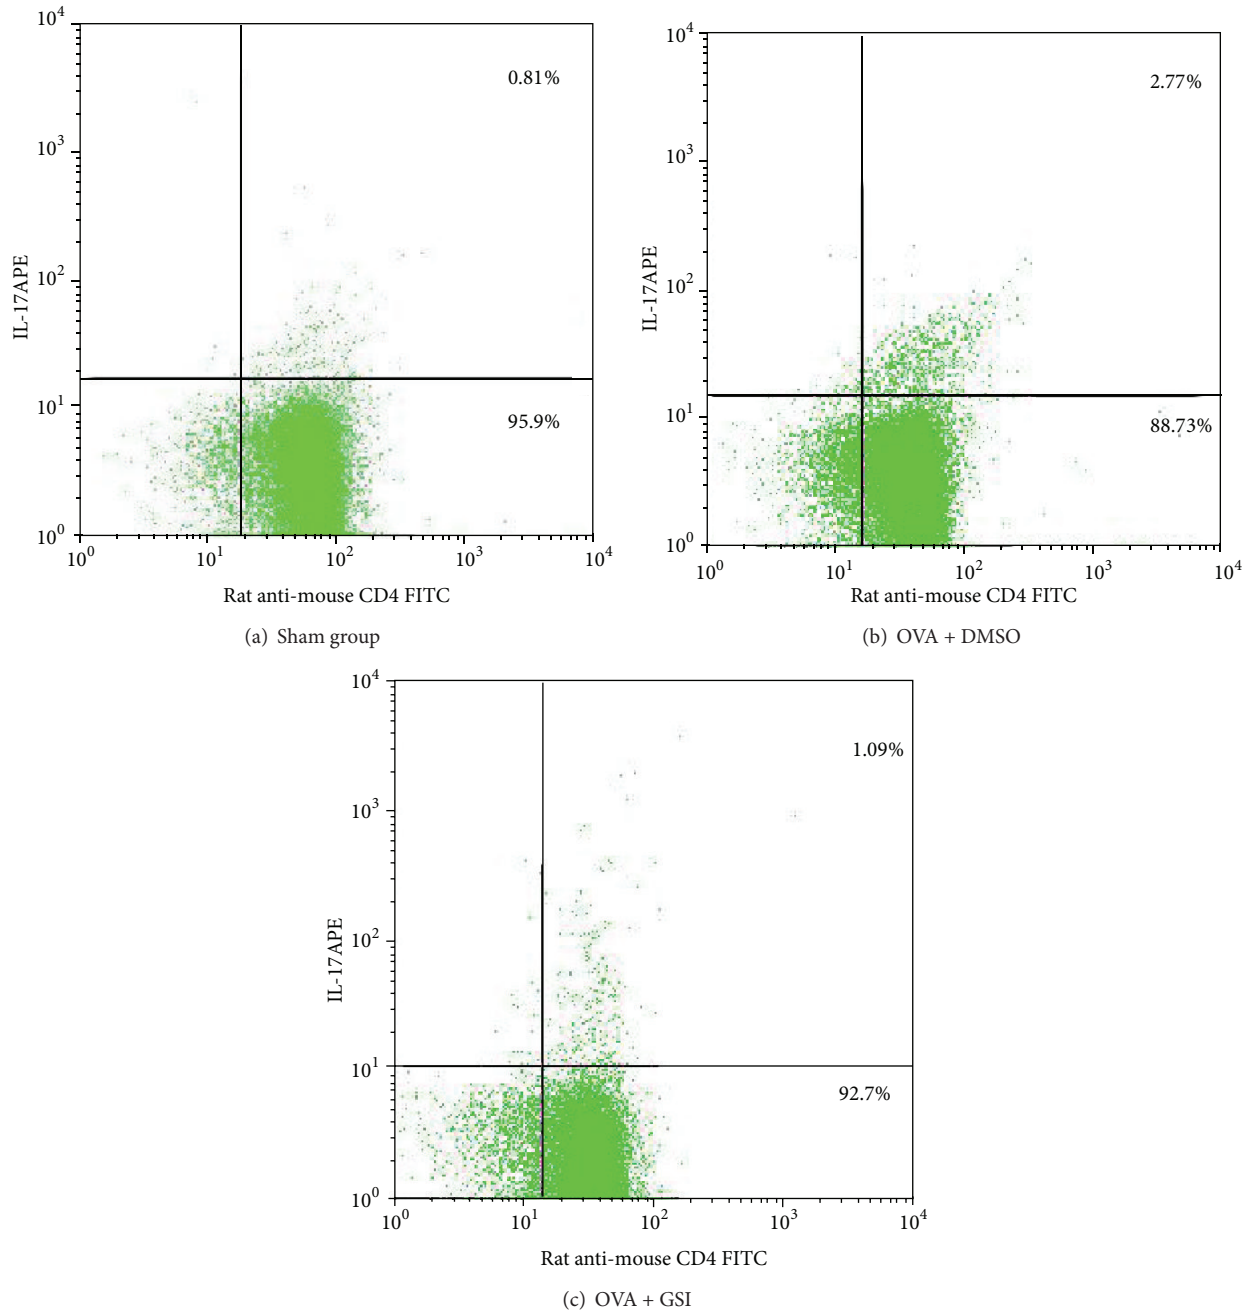 10^4
10^3
10^2
10^1
10^0
IL-17APE
0.81%
95.9%
10^0 10^1 10^2 10^3 10^4
Rat anti-mouse CD4 FITC
(a) Sham group
10^4
10^3
10^2
10^1
10^0
IL-17APE
2.77%
88.73%
10^0 10^1 10^2 10^3 10^4
Rat anti-mouse CD4 FITC
(b) OVA + DMSO
10^4
10^3
10^2
10^1
10^0
IL-17APE
1.09%
92.7%
10^0 10^1 10^2 10^3 10^4
Rat anti-mouse CD4 FITC
(c) OVA + GSI